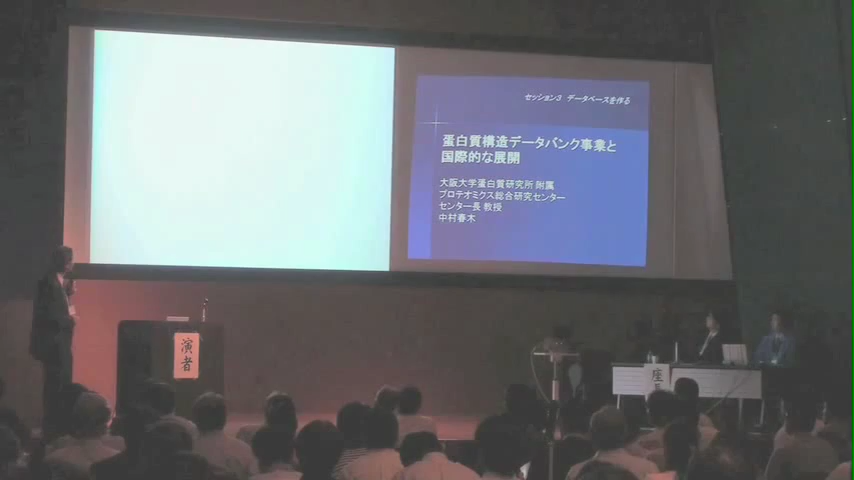 セッション3 データベースを作る
蛋白質構造データバンク事業と
国際的な展開
大阪大学蛋白質研究所 附属
プロテオミクス総合研究センター
センター長 教授
中村春木
演者
座長